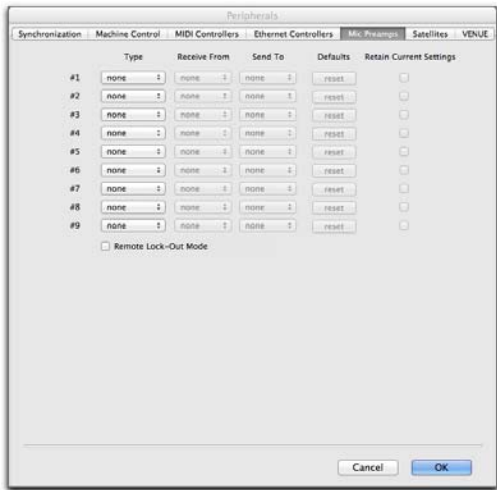 Peripherals
Synchronization Machine Control MIDI Controllers Ethernet Controllers Mic Preamps Satellites VENUE
Type Receive From Send To Defaults Retain Current Settings
#1 none none none reset
#2 none none none reset
#3 none none none reset
#4 none none none reset
#5 none none none reset
#6 none none none reset
#7 none none none reset
#8 none none none reset
#9 none none none reset
Remote Lock-Out Mode
Cancel OK